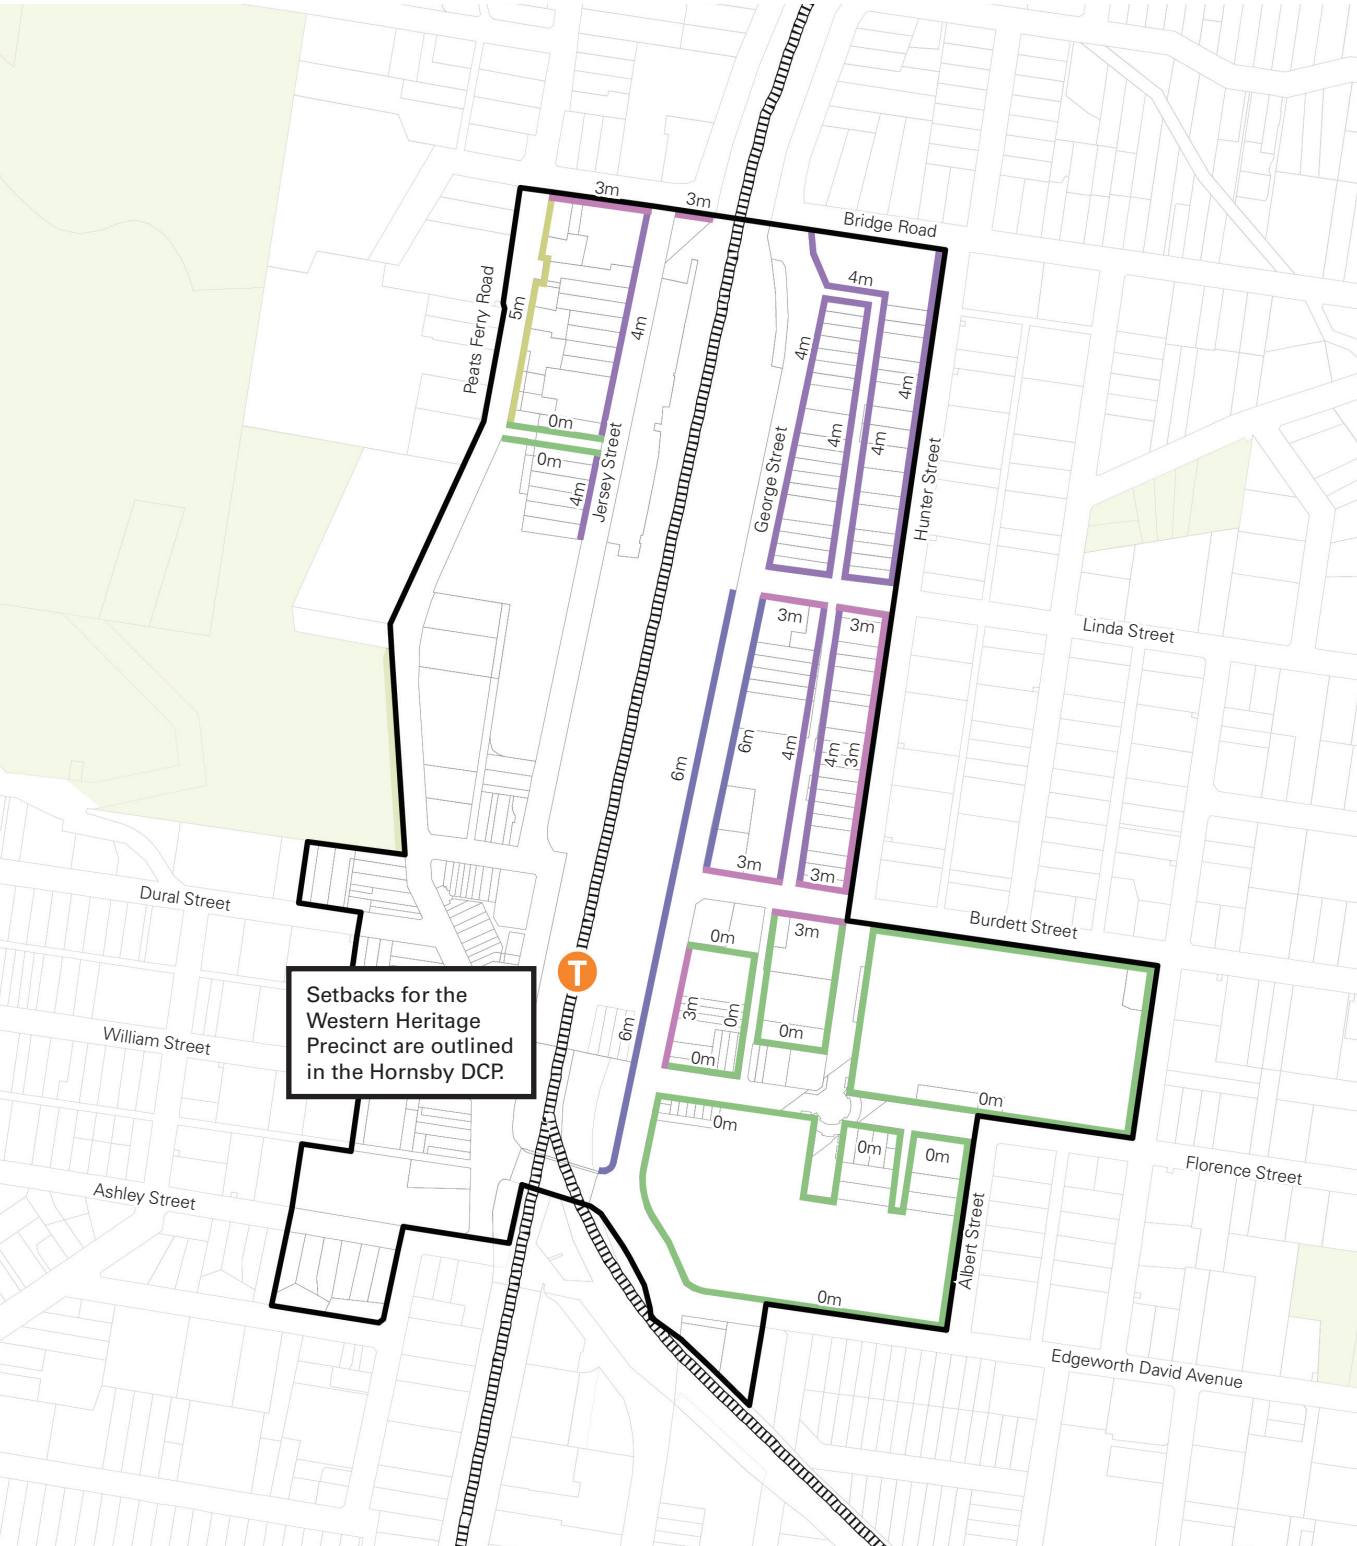 3m
3m
Bridge Road
4m
Peats Ferry Road
5m
4m
4m
4m
0m
4m
4m
0m
Jersey Street
4m
George Street
Hunter Street
3m
3m
Linda Street
6m
6m
4m
4m
3m
3m
3m
Dural Street
Burdett Street
0m
3m
T
Setbacks for the
Western Heritage
Precinct are outlined
in the Hornsby DCP.
3m
0m
6m
0m
William Street
0m
0m
0m
0m
0m
Florence Street
Ashley Street
Albert Street
0m
Edgeworth David Avenue